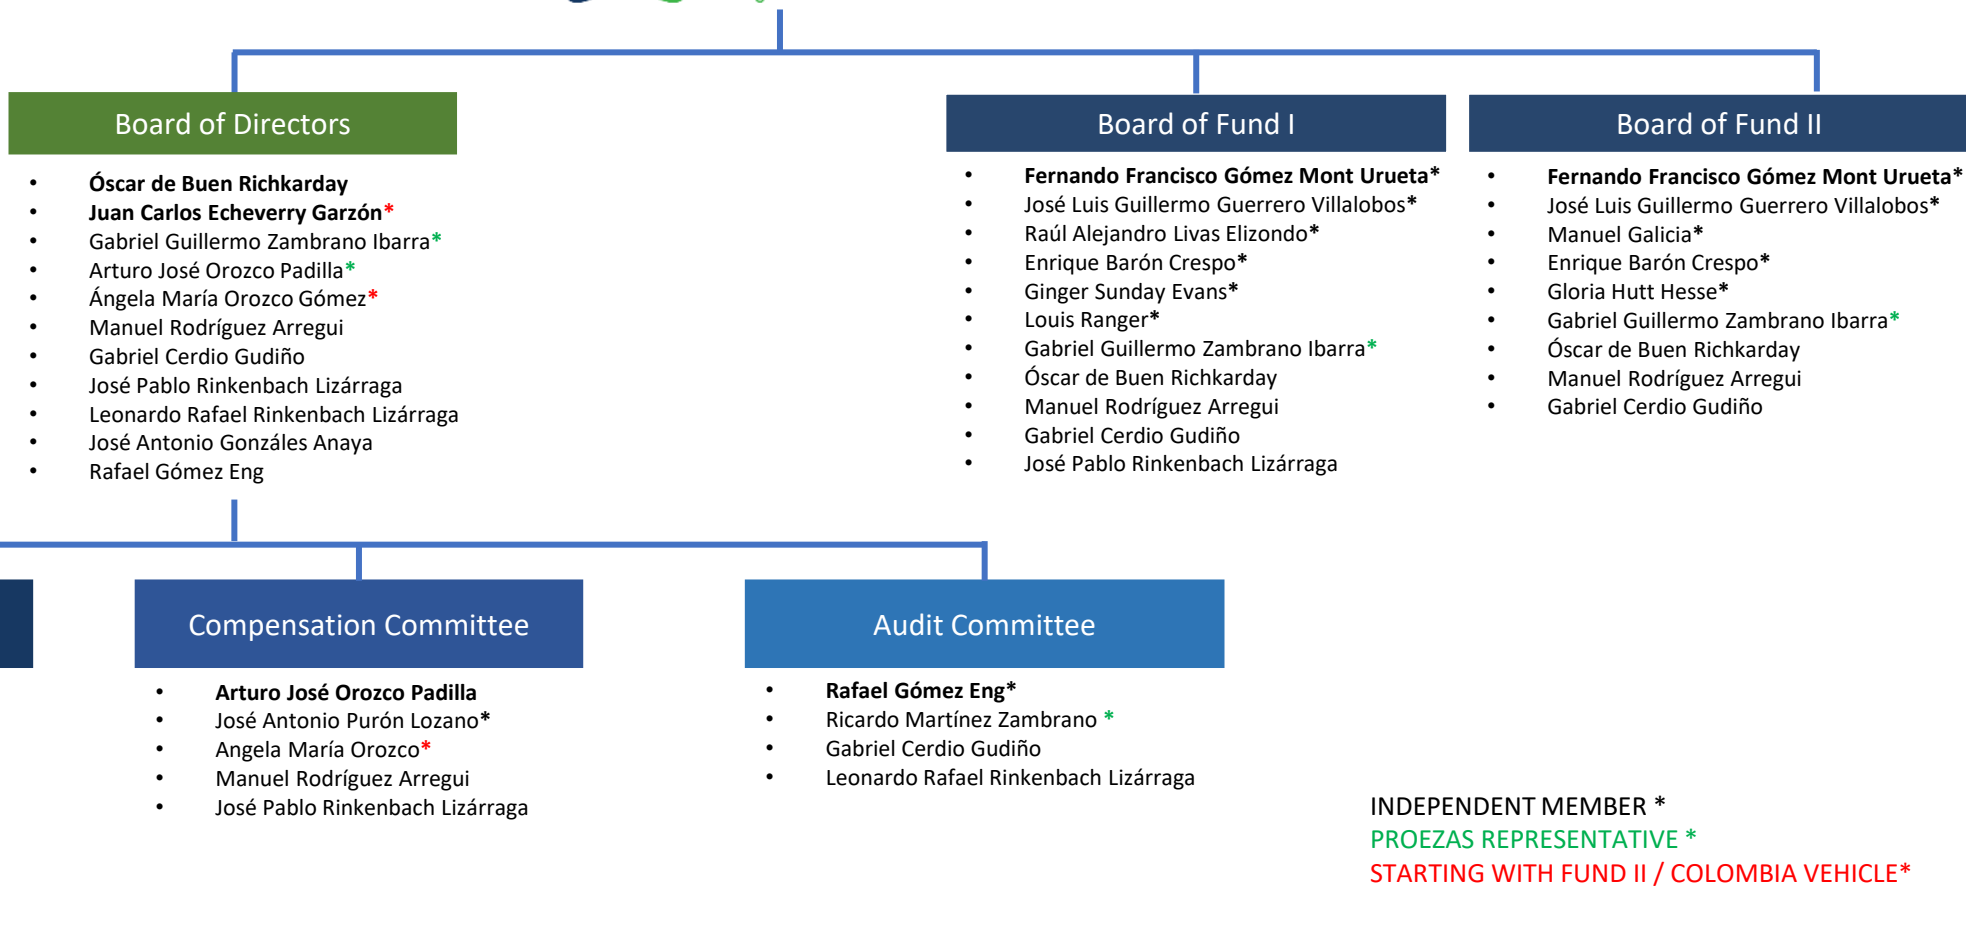 Board of Directors
• Óscar de Buen Richkarday
• Juan Carlos Echeverry Garzón*
• Gabriel Guillermo Zambrano Ibarra*
• Arturo José Orozco Padilla*
• Ángela María Orozco Gómez*
• Manuel Rodríguez Arregui
• Gabriel Cerdio Gudiño
• José Pablo Rinkenbach Lizárraga
• Leonardo Rafael Rinkenbach Lizárraga
• José Antonio Gonzáles Anaya
• Rafael Gómez Eng
Board of Fund I
• Fernando Francisco Gómez Mont Urueta*
• José Luis Guillermo Guerrero Villalobos*
• Raúl Alejandro Livas Elizondo*
• Enrique Barón Crespo*
• Ginger Sunday Evans*
• Louis Ranger*
• Gabriel Guillermo Zambrano Ibarra*
• Óscar de Buen Richkarday
• Manuel Rodríguez Arregui
• Gabriel Cerdio Gudiño
• José Pablo Rinkenbach Lizárraga
Board of Fund II
• Fernando Francisco Gómez Mont Urueta*
• José Luis Guillermo Guerrero Villalobos*
• Manuel Galicia*
• Enrique Barón Crespo*
• Gloria Hutt Hesse*
• Gabriel Guillermo Zambrano Ibarra*
• Óscar de Buen Richkarday
• Manuel Rodríguez Arregui
• Gabriel Cerdio Gudiño
Compensation Committee
• Arturo José Orozco Padilla
• José Antonio Purón Lozano*
• Angela María Orozco*
• Manuel Rodríguez Arregui
• José Pablo Rinkenbach Lizárraga
Audit Committee
• Rafael Gómez Eng*
• Ricardo Martínez Zambrano *
• Gabriel Cerdio Gudiño
• Leonardo Rafael Rinkenbach Lizárraga
INDEPENDENT MEMBER *
PROEZAS REPRESENTATIVE *
STARTING WITH FUND II / COLOMBIA VEHICLE*